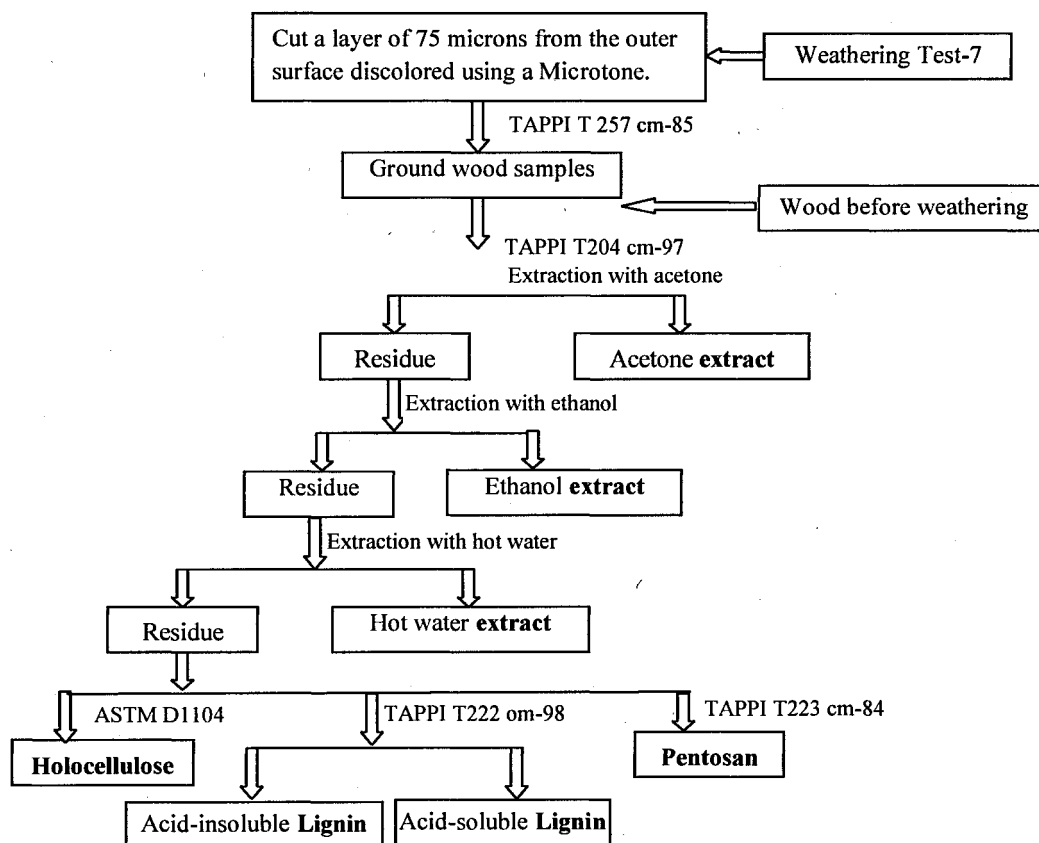 Cut a layer of 75 microns from the outer
surface discolored using a Microtone.
Weathering Test-7
TAPPI T 257 cm-85
Ground wood samples
Wood before weathering
TAPPI T204 cm-97
Extraction with acetone
Residue
Acetone extract
Extraction with ethanol
Residue
Ethanol extract
Extraction with hot water
Residue
Hot water extract
ASTM D1104
TAPPI T222 om-98
TAPPI T223 cm-84
Holocellulose
Pentosan
Acid-insoluble Lignin
Acid-soluble Lignin